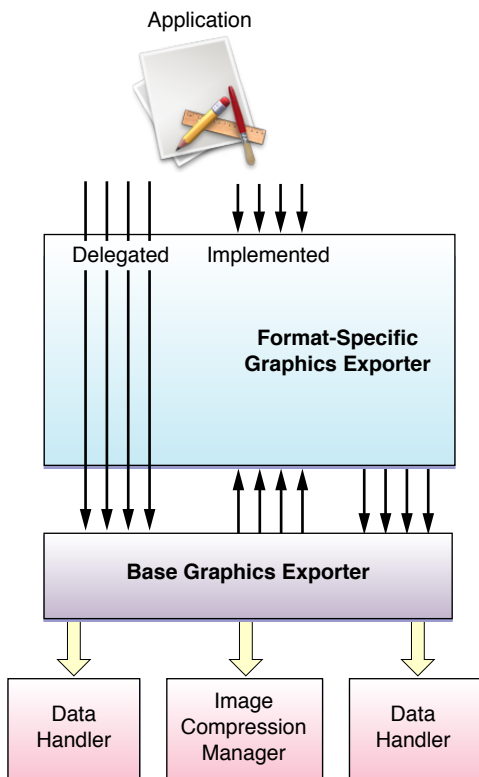 Application
Delegated
Implemented
Format-Specific
Graphics Exporter
Base Graphics Exporter
Data
Handler
Image
Compression
Manager
Data
Handler